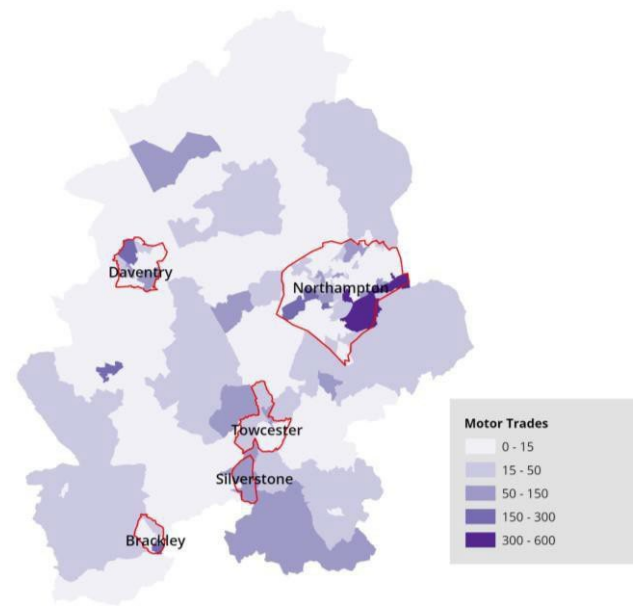 Daventry
Northampton
Towcester
Silverstone
Brackley
Motor Trades
0 - 15
15 - 50
50 - 150
150 - 300
300 - 600